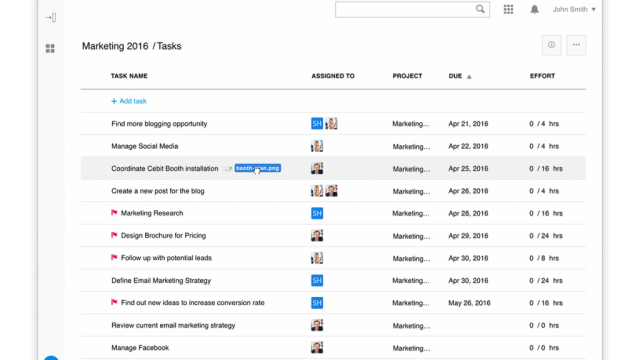 John Smith
Marketing 2016 / Tasks
TASK NAME ASSIGNED TO PROJECT DUE EFFORT
+ Add task
Find more blogging opportunity SH Marketing... Apr 21, 2016 0 / 4 hrs
Manage Social Media Marketing... Apr 22, 2016 0 / 4 hrs
Coordinate Cebit Booth installation booth-plan.png Marketing... Apr 25, 2016 0 / 16 hrs
Create a new post for the blog Marketing... Apr 26, 2016 0 / 4 hrs
Marketing Research SH Marketing... Apr 28, 2016 0 / 16 hrs
Design Brochure for Pricing Marketing... Apr 29, 2016 0 / 24 hrs
Follow up with potential leads Marketing... Apr 30, 2016 0 / 8 hrs
Define Email Marketing Strategy SH Marketing... Apr 30, 2016 0 / 24 hrs
Find out new ideas to increase conversion rate SH Marketing... May 26, 2016 0 / 16 hrs
Review current email marketing strategy Marketing... 0 / 0 hrs
Manage Facebook Marketing... 0 / 0 hrs